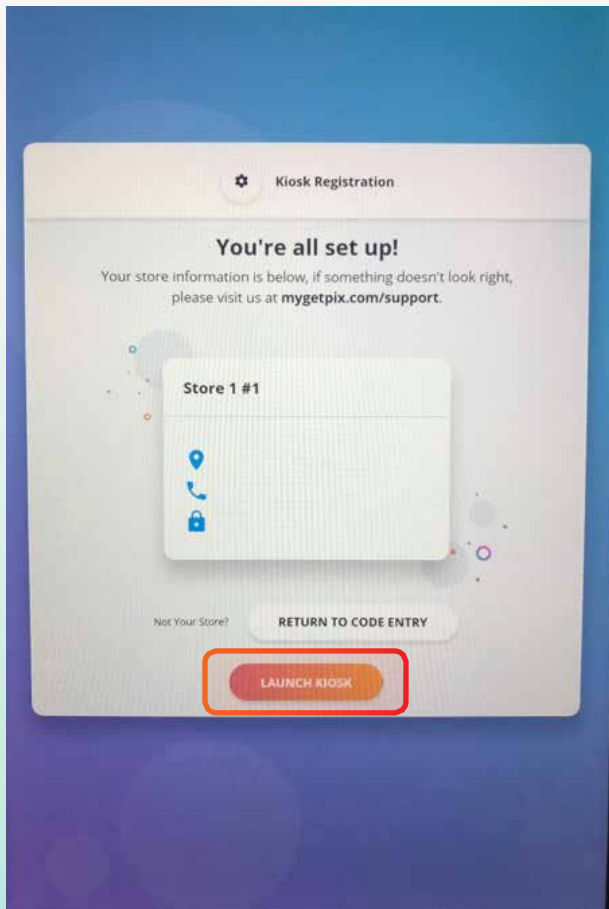 Kiosk Registration
You're all set up!
Your store information is below, if something doesn't look right,
please visit us at mygetpix.com/support.
Store 1 #1
Not Your Store?
RETURN TO CODE ENTRY
LAUNCH KIOSK